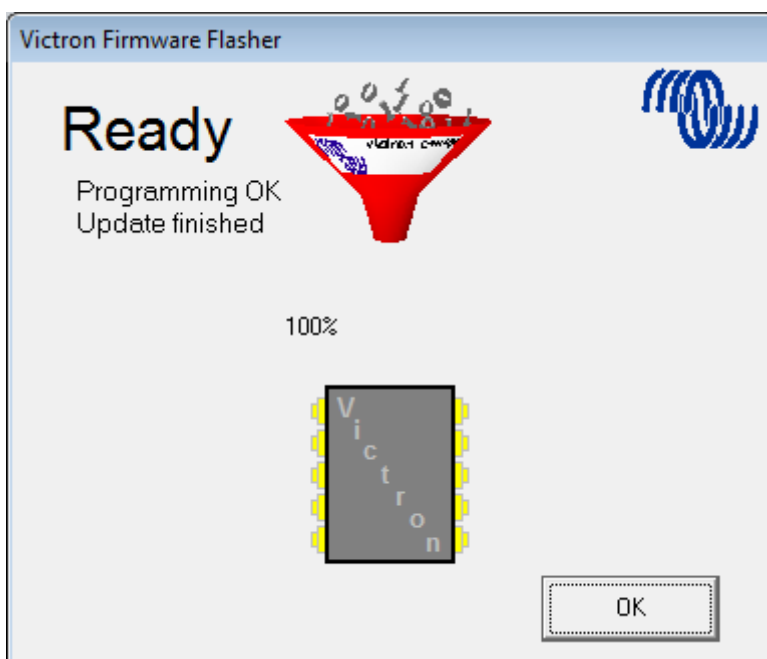 Victron Firmware Flasher
Ready
Programming OK
Update finished
100%
Victron
OK